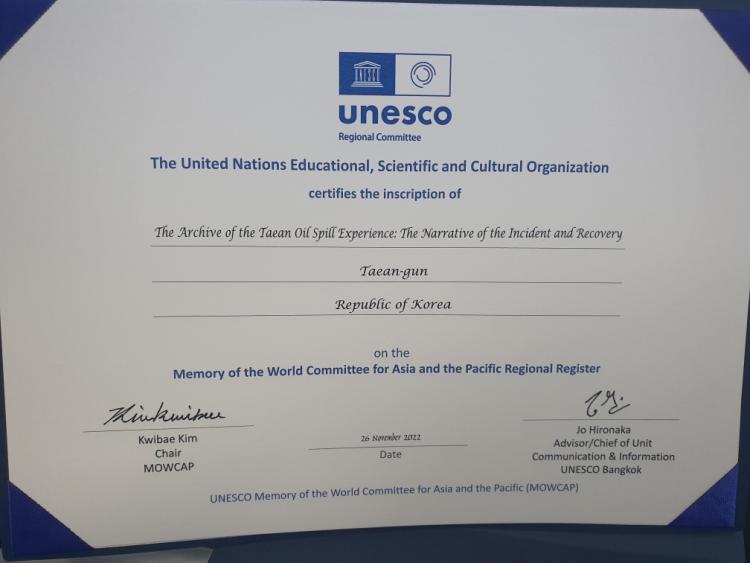 unesco
Regional Committee
The United Nations Educational, Scientific and Cultural Organization
certifies the inscription of
The Archive of the Taean Oil Spill Experience: The Narrative of the Incident and Recovery
Taean-gun
Republic of Korea
on the
Memory of the World Committee for Asia and the Pacific Regional Register
Kwibae Kim
Chair
MOWCAP
26 November 2022
Date
Jo Hironaka
Advisor/Chief of Unit
Communication & Information
UNESCO Bangkok
UNESCO Memory of the World Committee for Asia and the Pacific (MOWCAP)